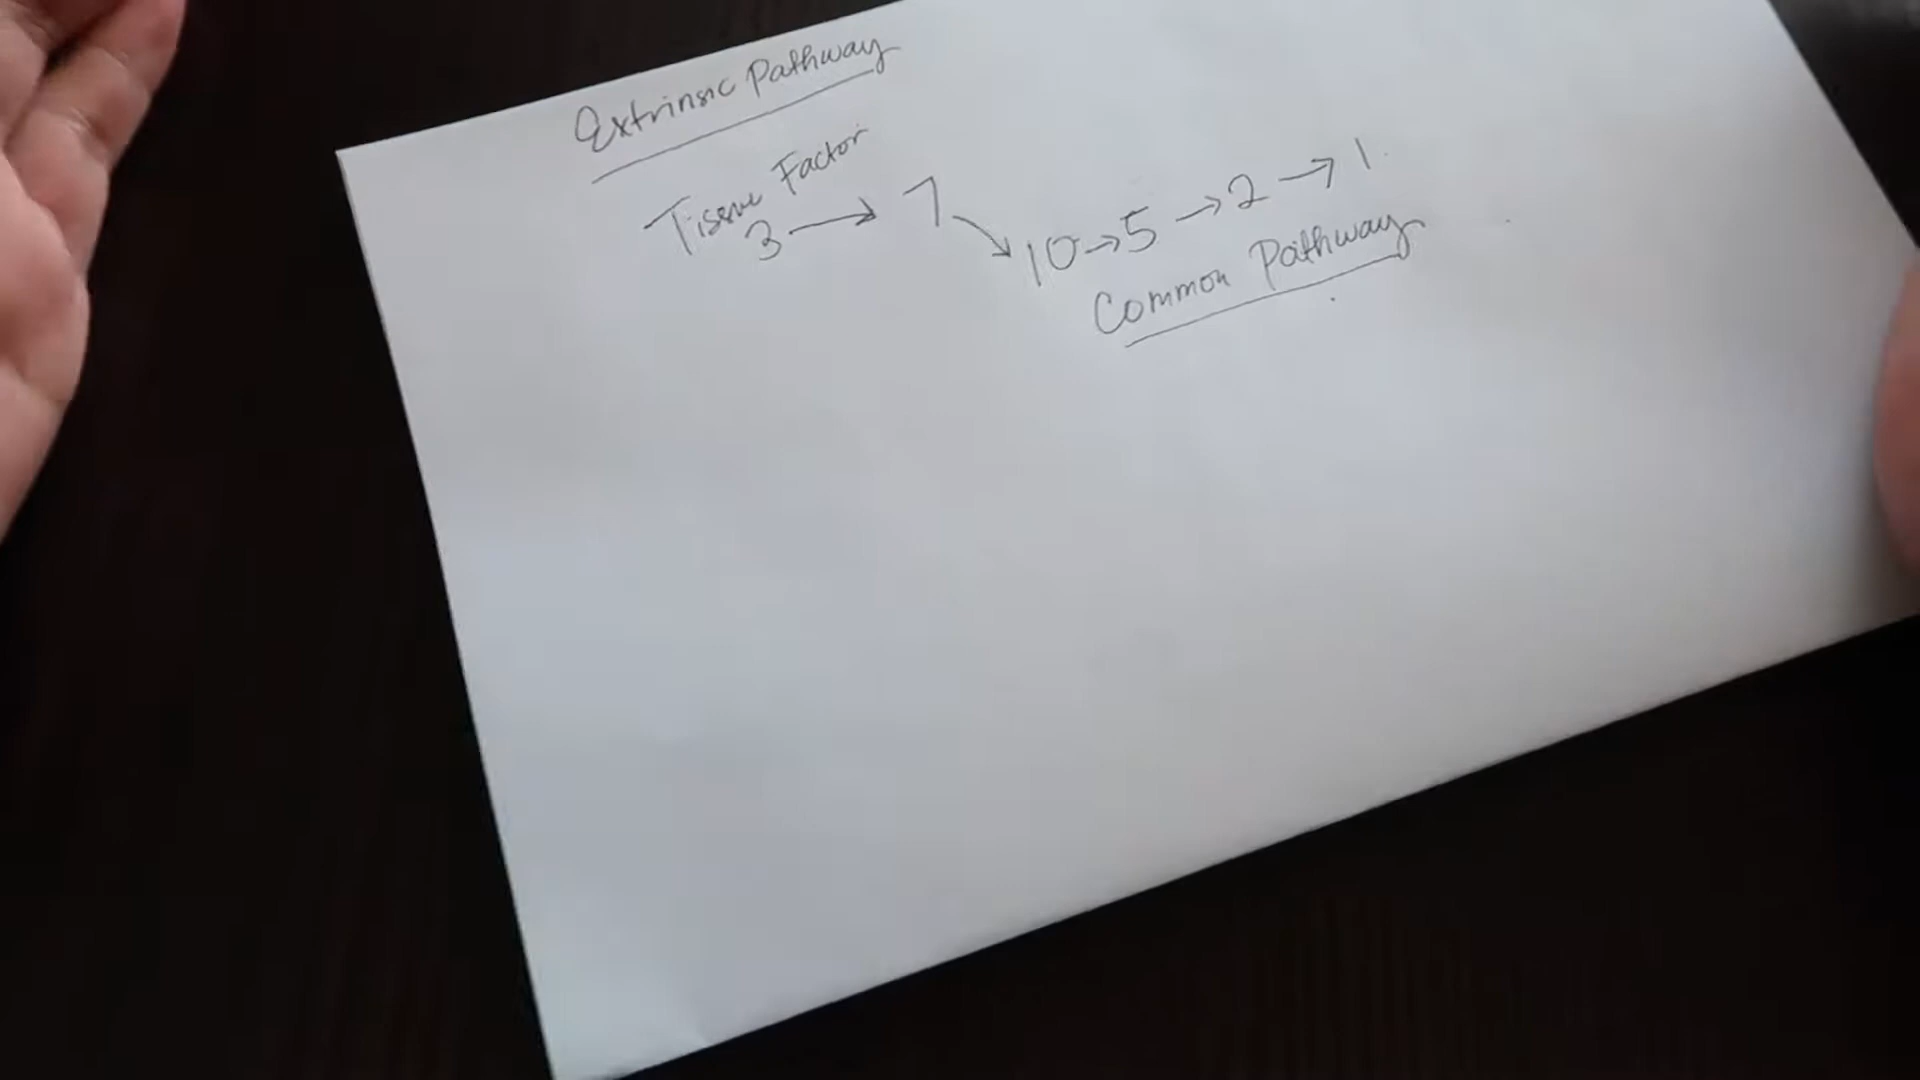 Extrinsic Pathway
Tissue Factor
3 → 7
10 → 5 → 2 → 1
Common Pathway